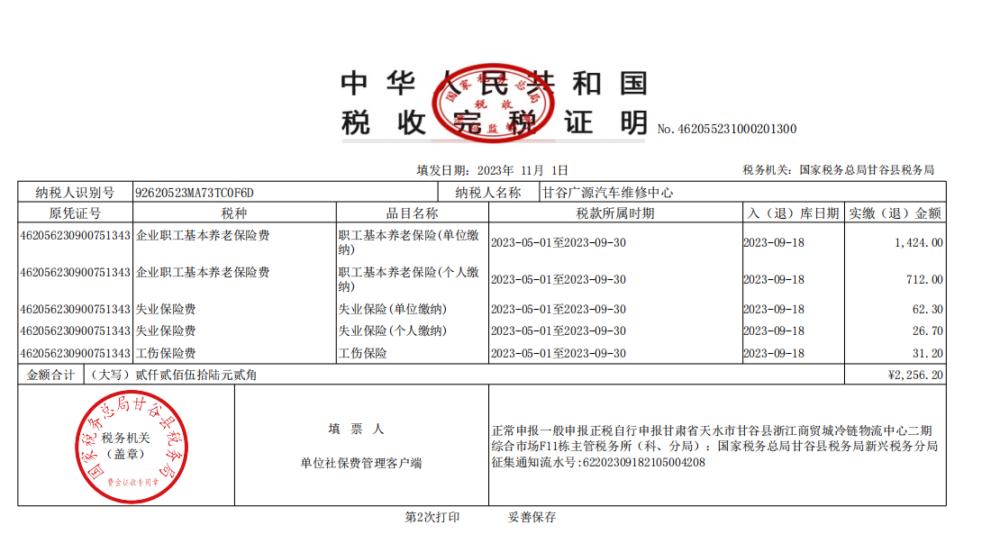 中华人民共和国
税收完税证明
No.462055231000201300
国家税务总局
税收
监制
填发日期: 2023年 11月 1日
税务机关: 国家税务总局甘谷县税务局
纳税人识别号 92620523MA73TC0F6D 纳税人名称 甘谷广源汽车维修中心
原凭证号 税种 品目名称 税款所属时期 入（退）库日期 实缴（退）金额
462056230900751343 企业职工基本养老保险费 职工基本养老保险(单位缴
纳) 2023-05-01至2023-09-30 2023-09-18 1,424.00
462056230900751343 企业职工基本养老保险费 职工基本养老保险(个人缴
纳) 2023-05-01至2023-09-30 2023-09-18 712.00
462056230900751343 失业保险费 失业保险(单位缴纳) 2023-05-01至2023-09-30 2023-09-18 62.30
462056230900751343 失业保险费 失业保险(个人缴纳) 2023-05-01至2023-09-30 2023-09-18 26.70
462056230900751343 工伤保险费 工伤保险 2023-05-01至2023-09-30 2023-09-18 31.20
金额合计 （大写）贰仟贰佰伍拾陆元贰角 ¥2,256.20
国家税务总局甘谷县税务局
税务机关
（盖章）
费金征收专用章
填 票 人
单位社保费管理客户端
正常申报一般申报正税自行申报甘肃省天水市甘谷县浙江商贸城冷链物流中心二期
综合市场F11栋主管税务所（科、分局）: 国家税务总局甘谷县税务局新兴税务分局
征集通知流水号:62202309182105004208
第2次打印 妥善保存